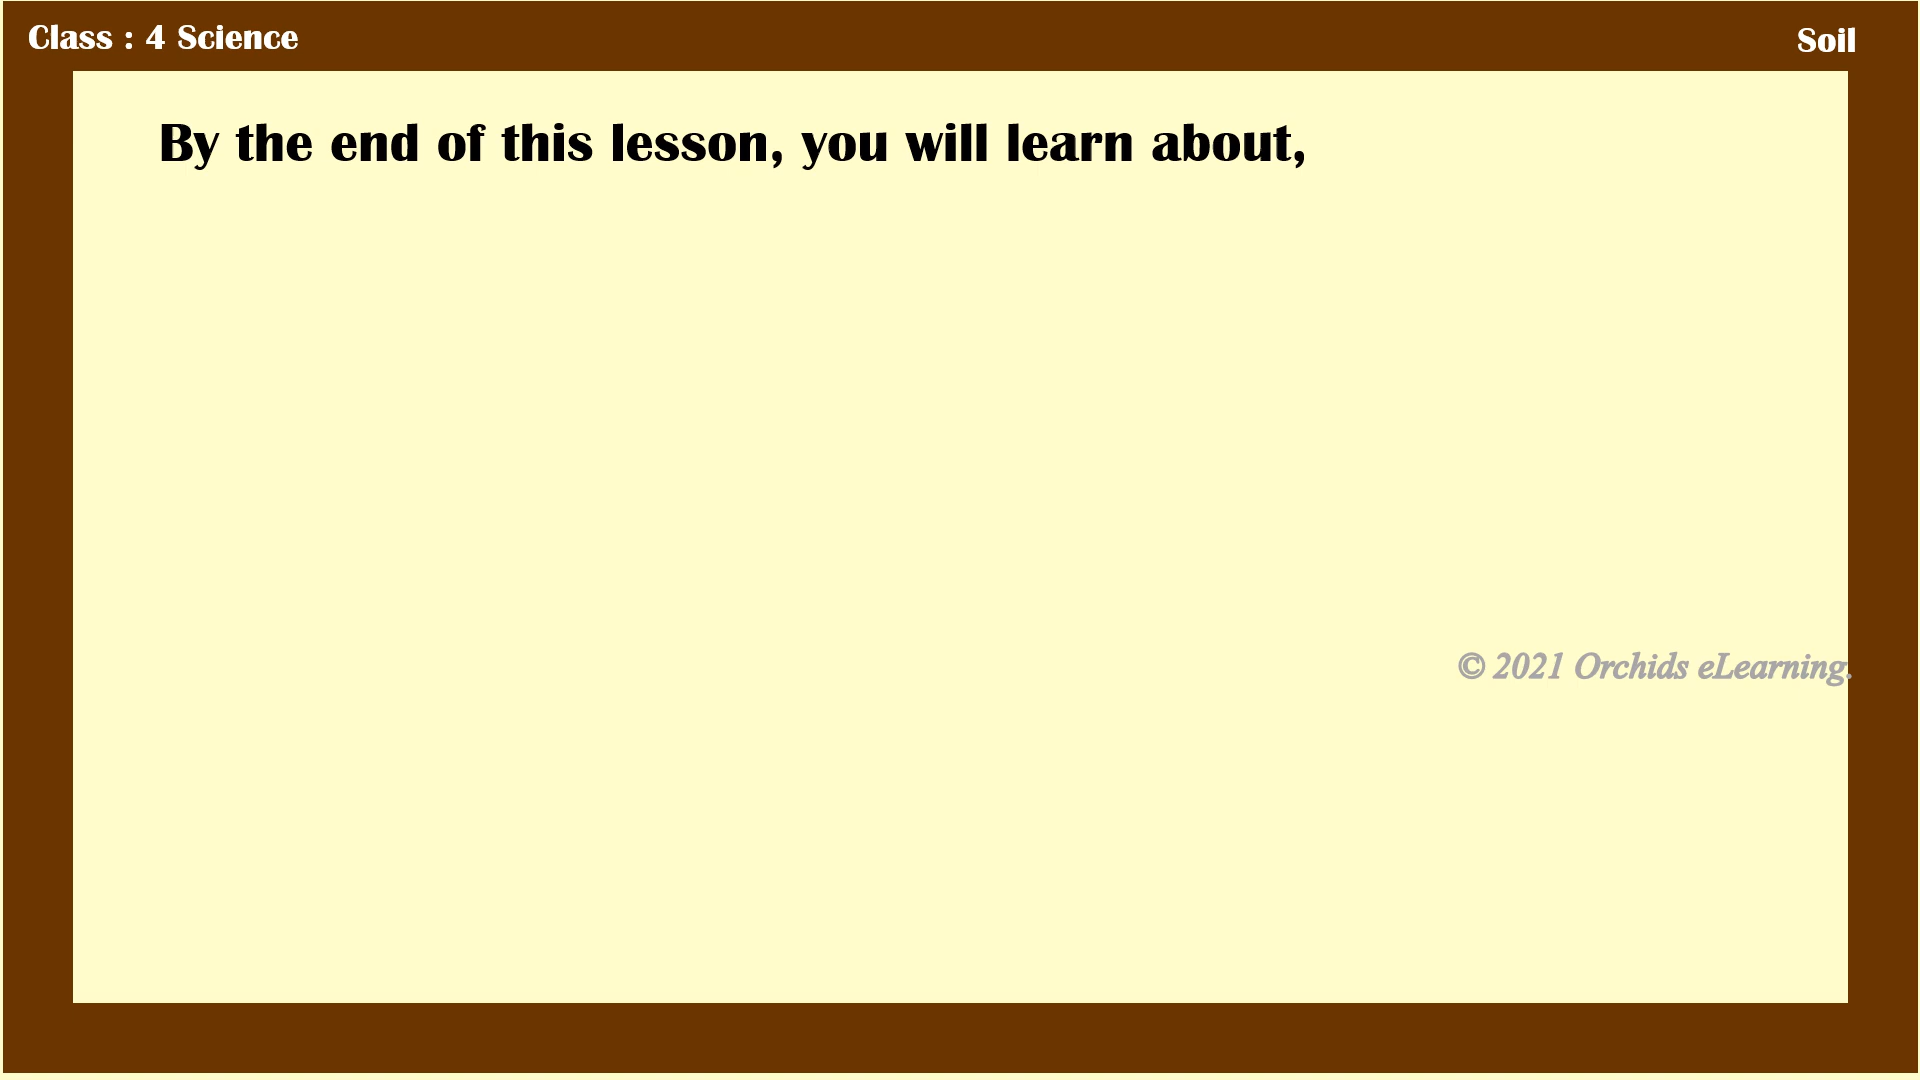 Class : 4 Science
Soil
By the end of this lesson, you will learn about,
© 2021 Orchids eLearning.